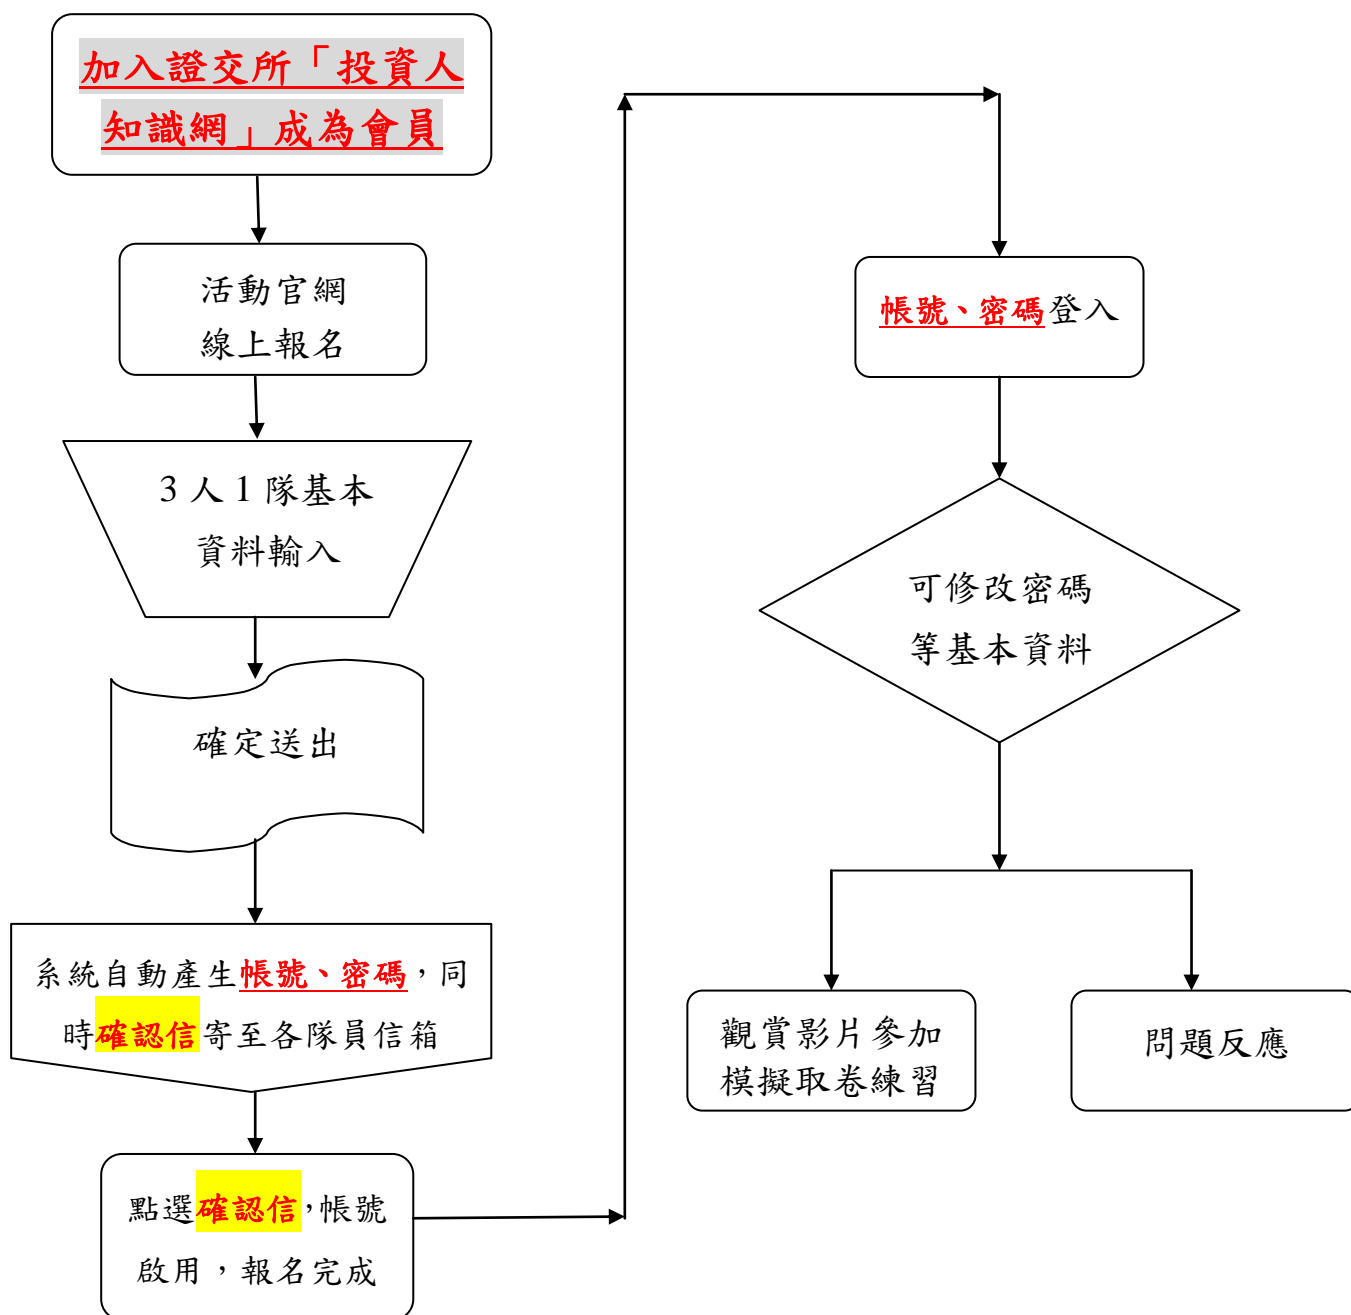 加入證交所「投資人
知識網」成為會員
活動官網
線上報名
3 人 1 隊基本
資料輸入
確定送出
系統自動產生帳號、密碼，同
時確認信寄至各隊員信箱
點選確認信，帳號
啟用，報名完成
帳號、密碼登入
可修改密碼
等基本資料
觀賞影片參加
模擬取卷練習
問題反應